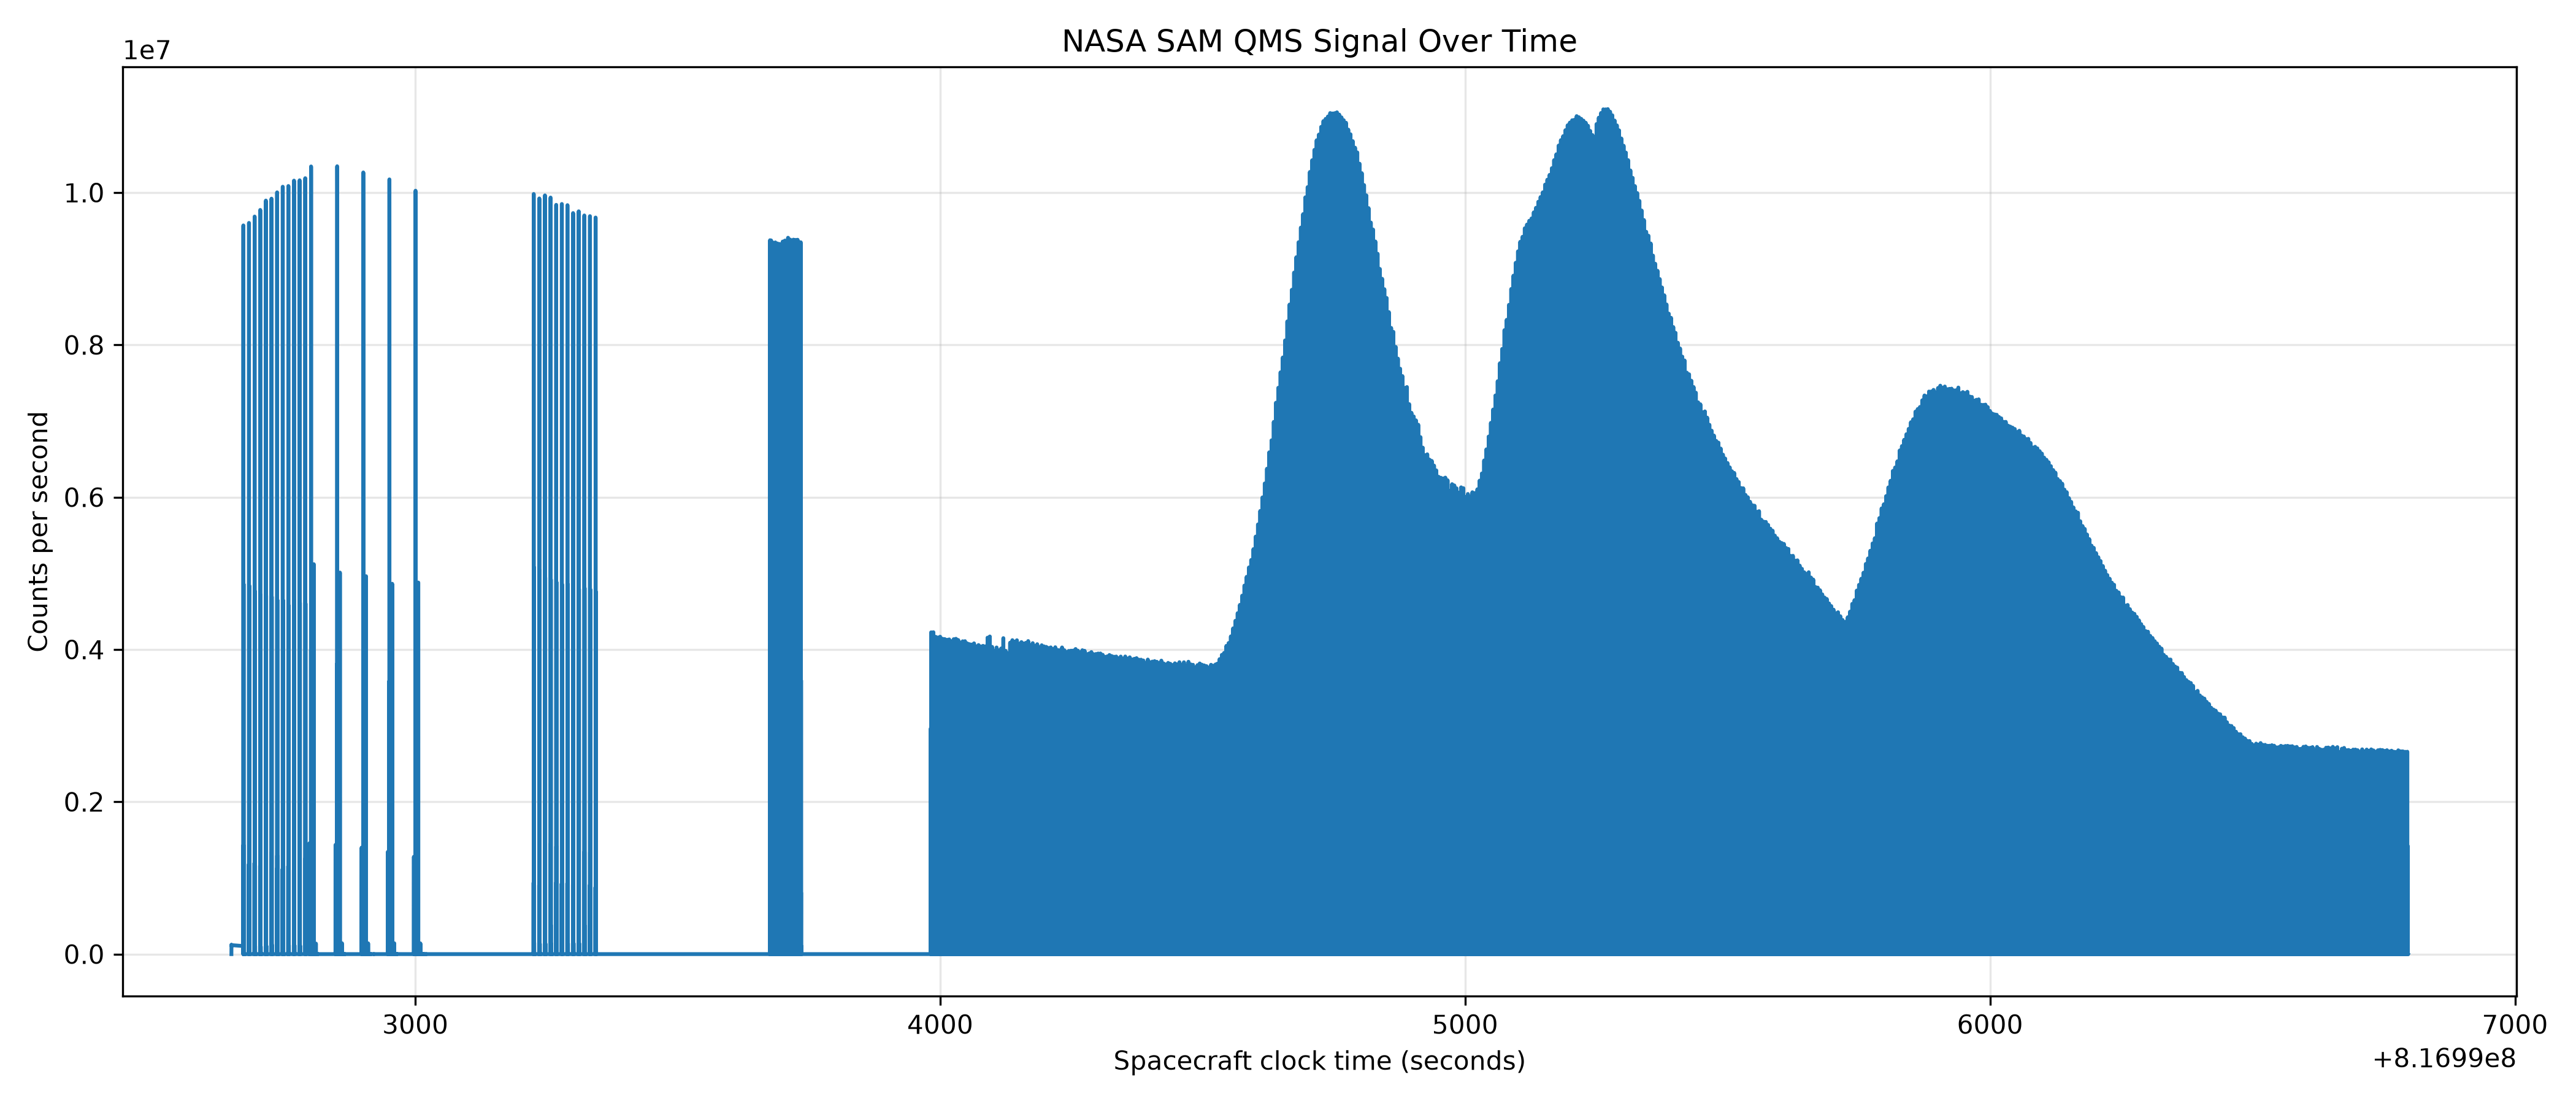 NASA SAM QMS Signal Over Time
1e7
1.0
0.8
0.6
0.4
0.2
0.0
Counts per second
3000 4000 5000 6000 7000
Spacecraft clock time (seconds)
+8.1699e8